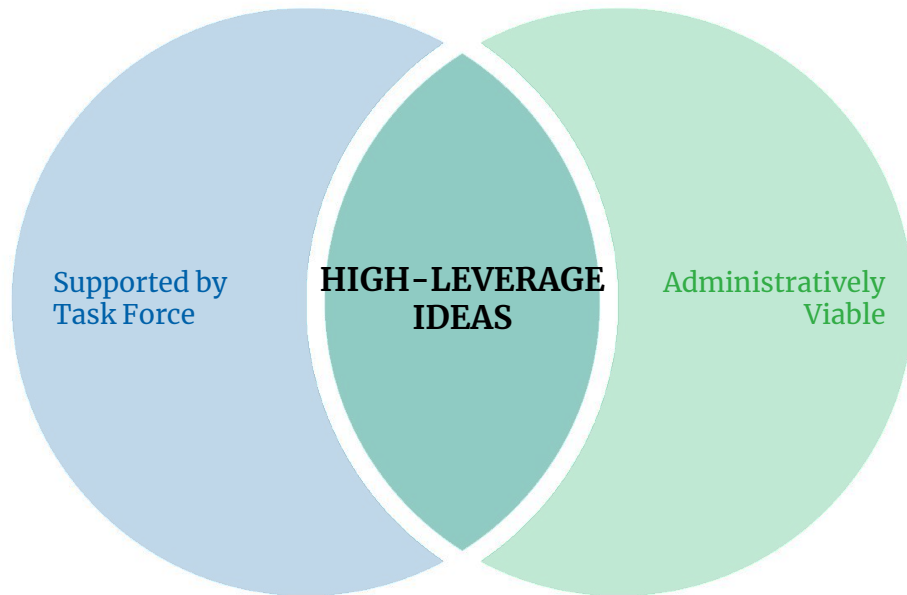 Supported by
Task Force
HIGH-LEVERAGE
IDEAS
Administratively
Viable